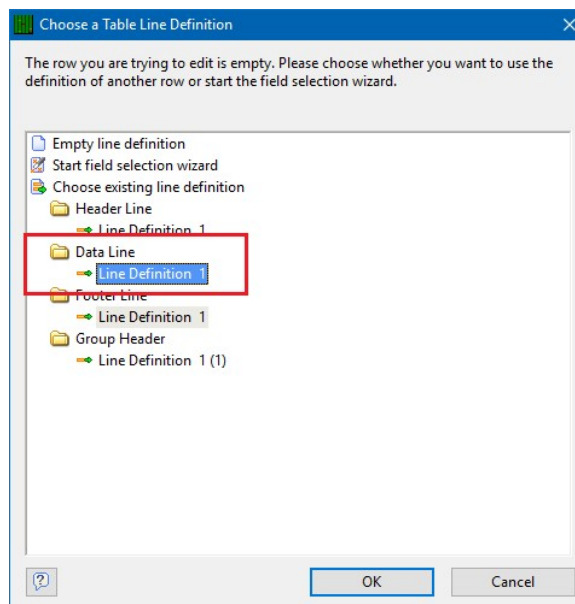 Choose a Table Line Definition
The row you are trying to edit is empty. Please choose whether you want to use the
definition of another row or start the field selection wizard.
Empty line definition
Start field selection wizard
Choose existing line definition
Header Line
Line Definition 1
Data Line
Line Definition 1
Footer Line
Line Definition 1
Group Header
Line Definition 1 (1)
OK
Cancel